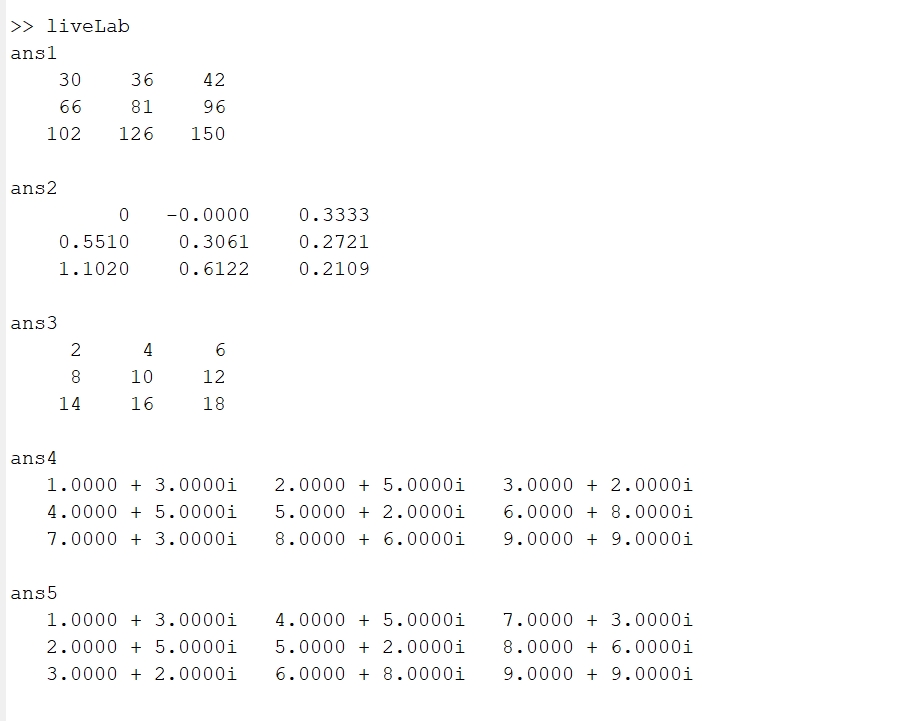 >> liveLab
ans1
30 36 42
66 81 96
102 126 150
ans2
0 -0.0000 0.3333
0.5510 0.3061 0.2721
1.1020 0.6122 0.2109
ans3
2 4 6
8 10 12
14 16 18
ans4
1.0000 + 3.0000i 2.0000 + 5.0000i 3.0000 + 2.0000i
4.0000 + 5.0000i 5.0000 + 2.0000i 6.0000 + 8.0000i
7.0000 + 3.0000i 8.0000 + 6.0000i 9.0000 + 9.0000i
ans5
1.0000 + 3.0000i 4.0000 + 5.0000i 7.0000 + 3.0000i
2.0000 + 5.0000i 5.0000 + 2.0000i 8.0000 + 6.0000i
3.0000 + 2.0000i 6.0000 + 8.0000i 9.0000 + 9.0000i